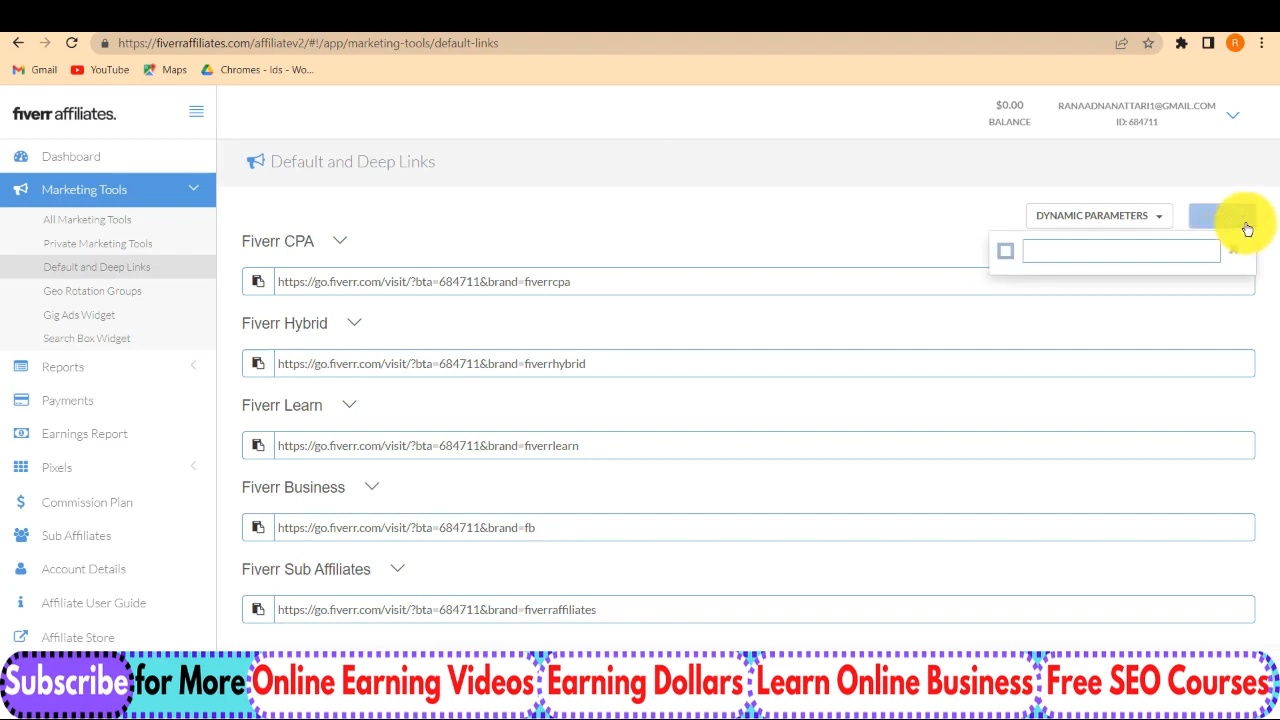 https://fiverraffiliates.com/affiliatev2/#!/app/marketing-tools/default-links
R
Gmail
YouTube
Maps
Chromes - Ids - Wo...
fiverr affiliates.
$0.00
BALANCE
RANAADNANATTARI1@GMAIL.COM
ID: 684711
Dashboard
Marketing Tools
All Marketing Tools
Private Marketing Tools
Default and Deep Links
Geo Rotation Groups
Gig Ads Widget
Search Box Widget
Reports
Payments
Earnings Report
Pixels
Commission Plan
Sub Affiliates
Account Details
Affiliate User Guide
Affiliate Store
Default and Deep Links
DYNAMIC PARAMETERS
Fiverr CPA
https://go.fiverr.com/visit/?bta=684711&brand=fiverrcpa
Fiverr Hybrid
https://go.fiverr.com/visit/?bta=684711&brand=fiverrhybrid
Fiverr Learn
https://go.fiverr.com/visit/?bta=684711&brand=fiverrlearn
Fiverr Business
https://go.fiverr.com/visit/?bta=684711&brand=fb
Fiverr Sub Affiliates
https://go.fiverr.com/visit/?bta=684711&brand=fiverraffiliates
Subscribe for More Online Earning Videos Earning Dollars Learn Online Business Free SEO Courses